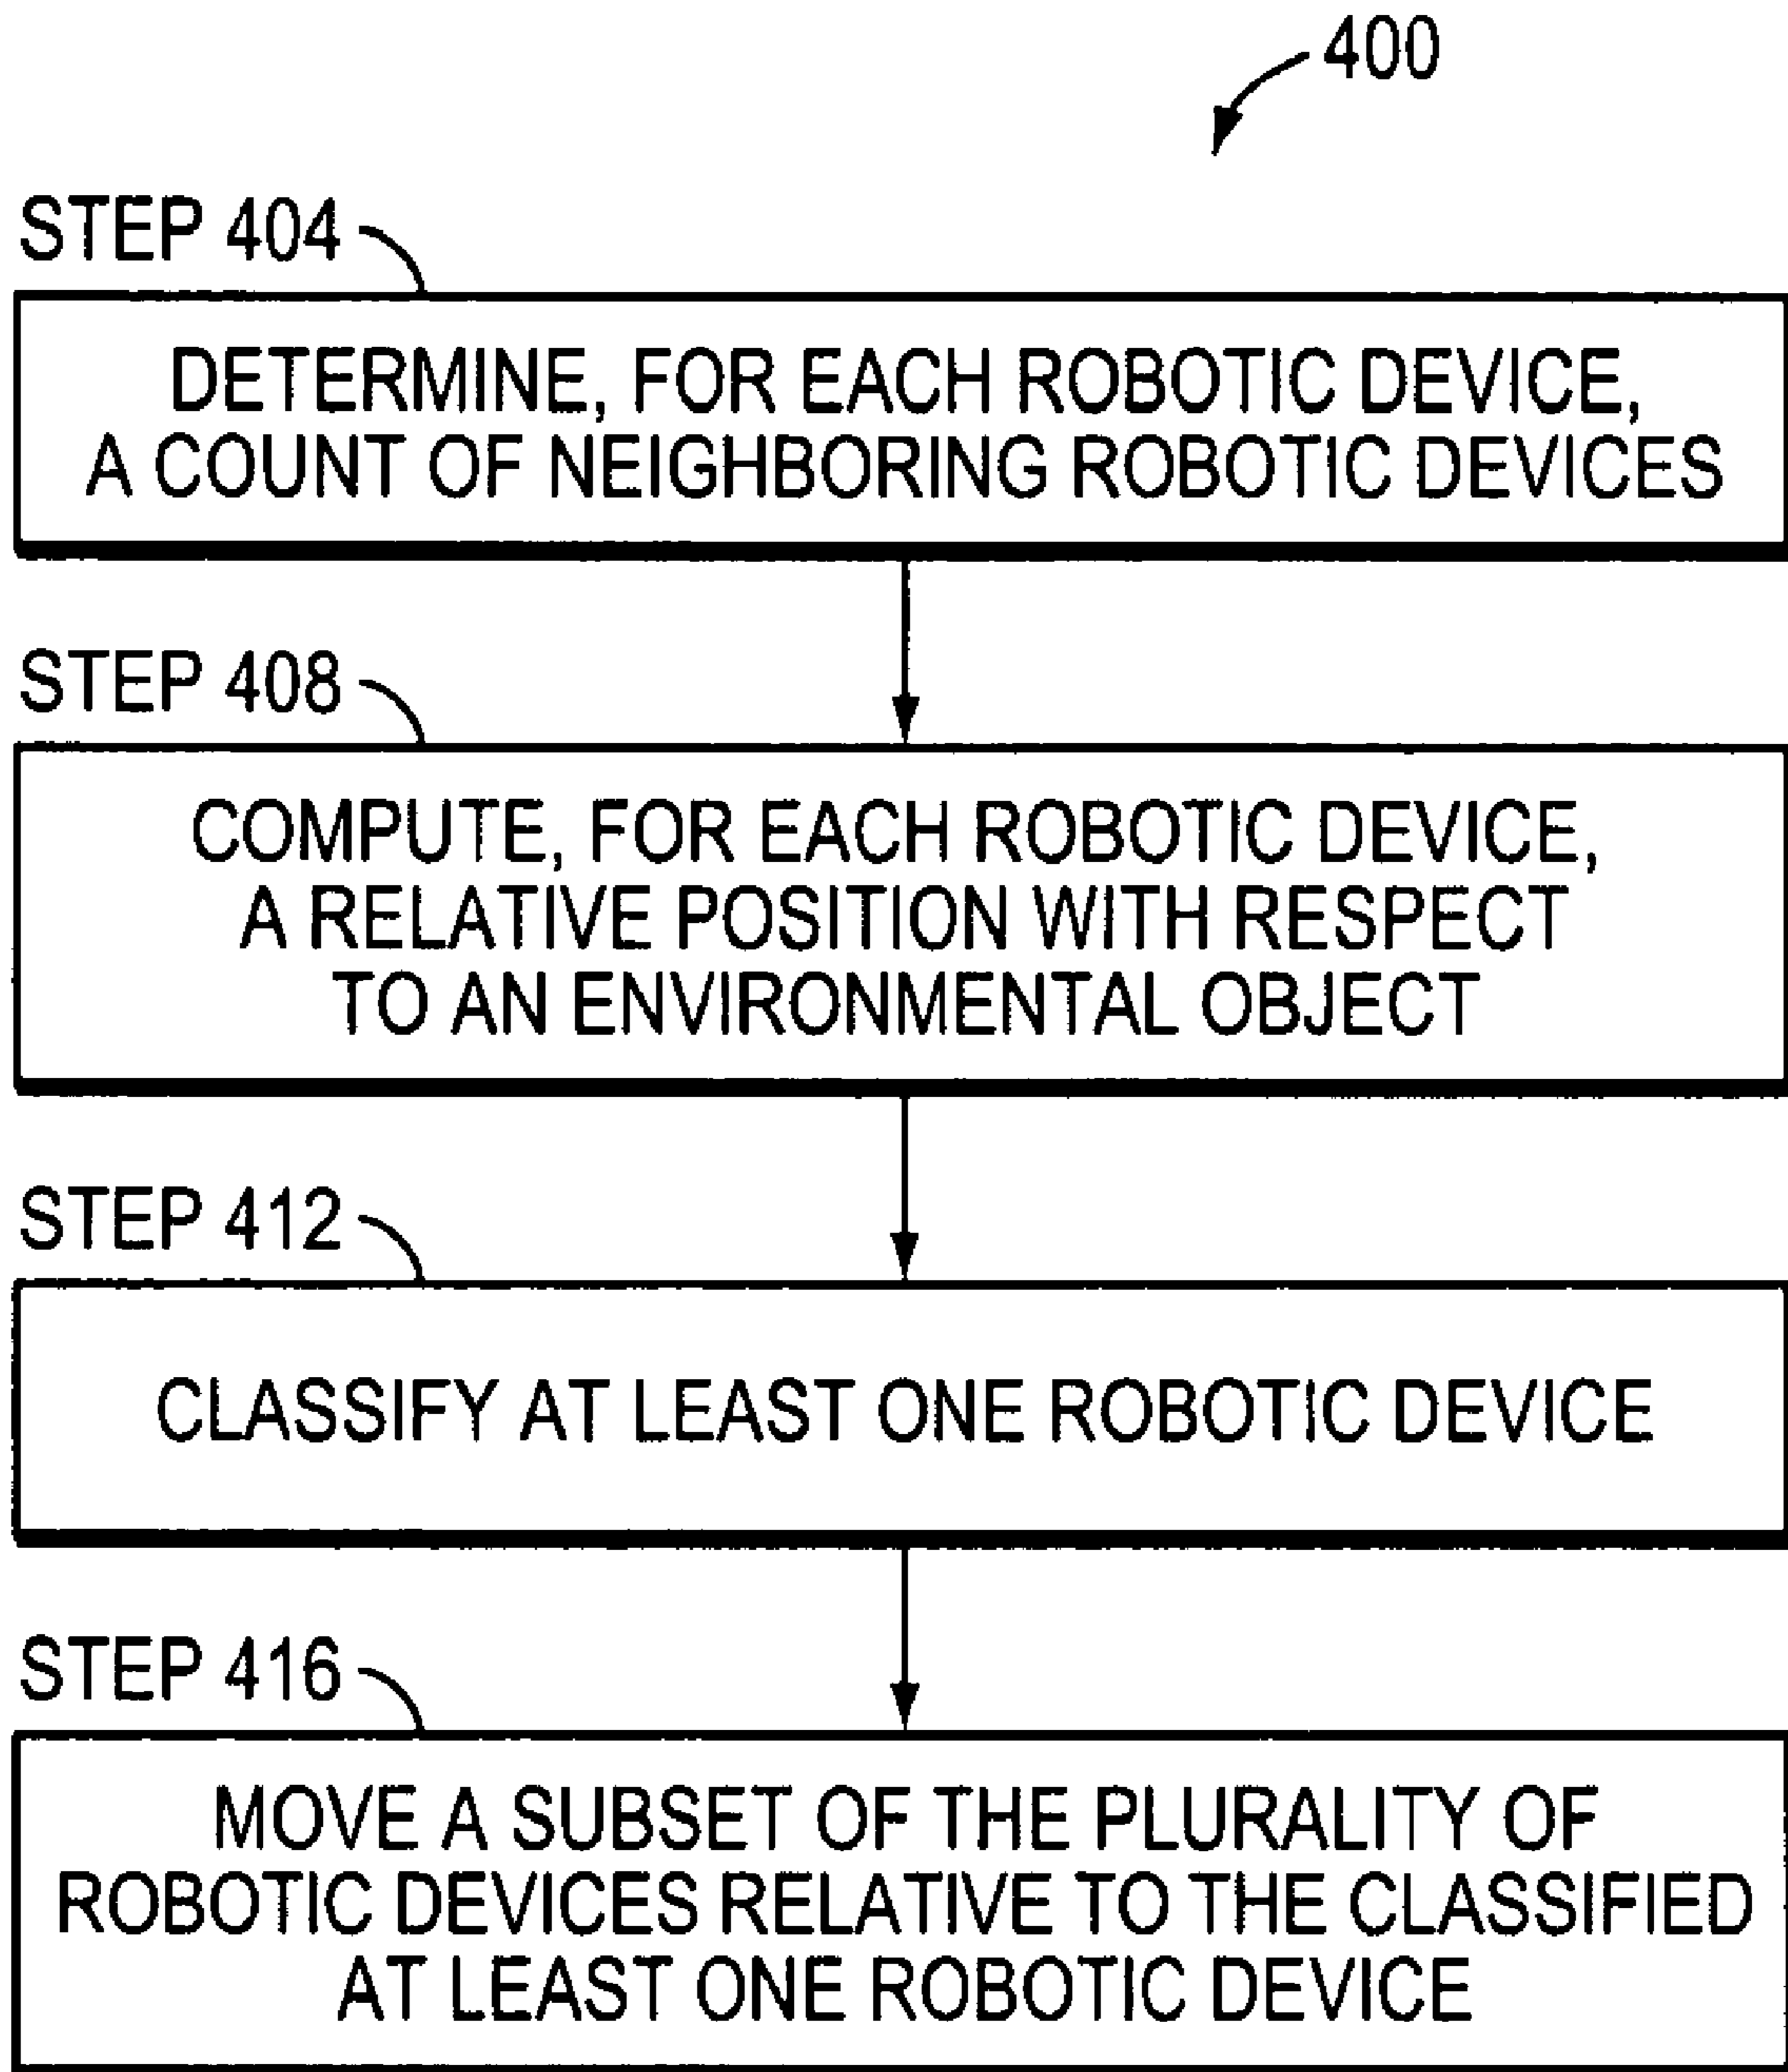 400
STEP 404
DETERMINE, FOR EACH ROBOTIC DEVICE,
A COUNT OF NEIGHBORING ROBOTIC DEVICES
STEP 408
COMPUTE, FOR EACH ROBOTIC DEVICE,
A RELATIVE POSITION WITH RESPECT
TO AN ENVIRONMENTAL OBJECT
STEP 412
CLASSIFY AT LEAST ONE ROBOTIC DEVICE
STEP 416
MOVE A SUBSET OF THE PLURALITY OF
ROBOTIC DEVICES RELATIVE TO THE CLASSIFIED
AT LEAST ONE ROBOTIC DEVICE